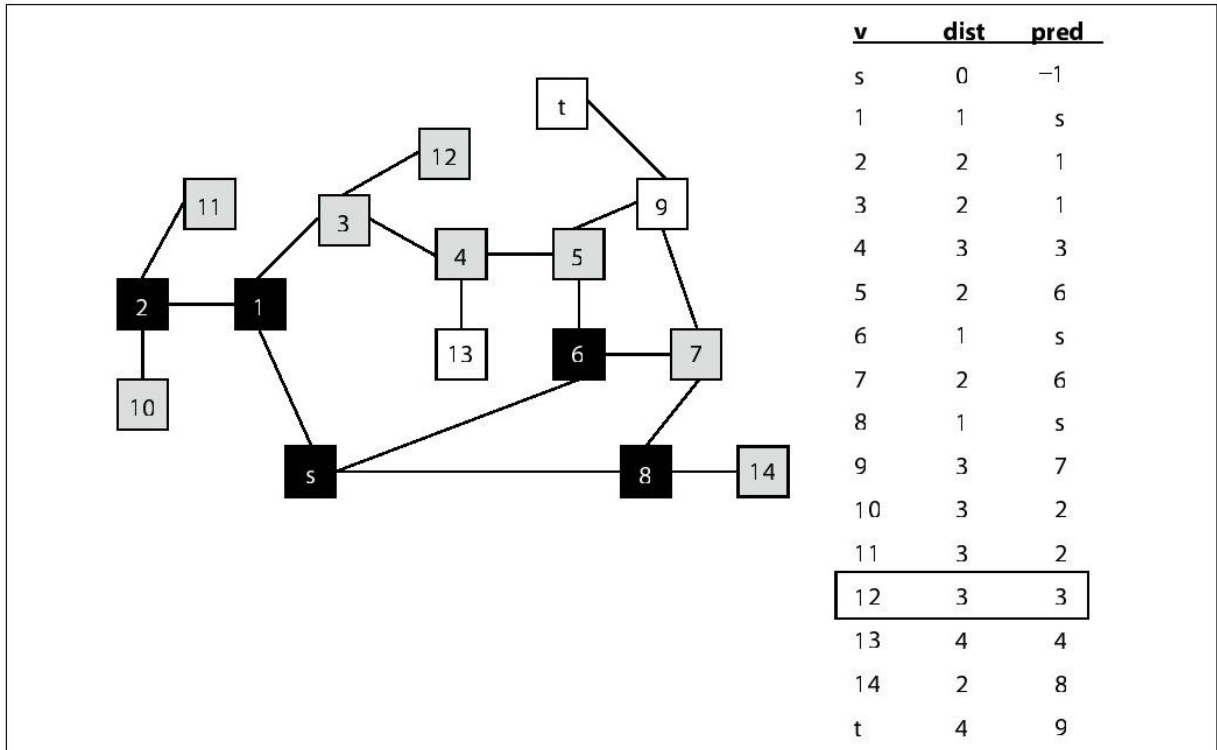 t
12
11
9
3
4
5
2
1
13
6
7
10
s
8
14
v dist pred
s 0 −1
1 1 s
2 2 1
3 2 1
4 3 3
5 2 6
6 1 s
7 2 6
8 1 s
9 3 7
10 3 2
11 3 2
12 3 3
13 4 4
14 2 8
t 4 9